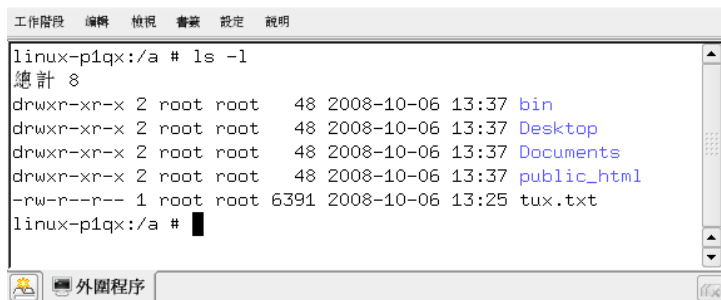 工作階段 編輯 檢視 書籤 設定 說明
linux-p1qx:/a # ls -l
總計 8
drwxr-xr-x 2 root root 48 2008-10-06 13:37 bin
drwxr-xr-x 2 root root 48 2008-10-06 13:37 Desktop
drwxr-xr-x 2 root root 48 2008-10-06 13:37 Documents
drwxr-xr-x 2 root root 48 2008-10-06 13:37 public_html
-rw-r--r-- 1 root root 6391 2008-10-06 13:25 tux.txt
linux-p1qx:/a #
外圍程序